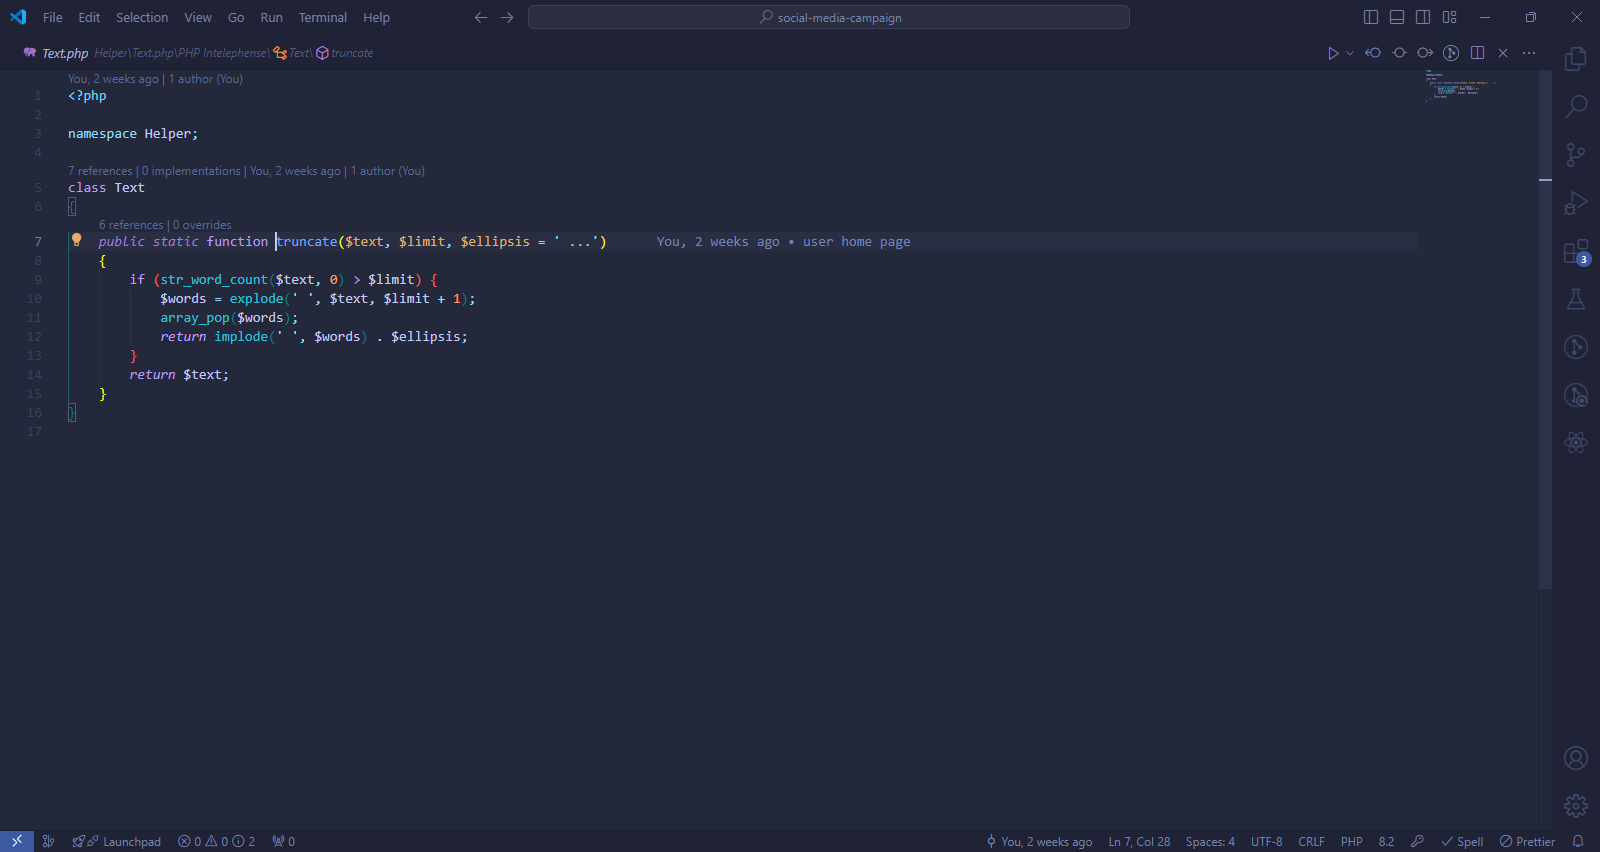 File Edit Selection View Go Run Terminal Help social-media-campaign
Text.php Helper\Text.php\PHP Intelephense\ Text\ truncate
You, 2 weeks ago | 1 author (You)
1 <?php
2
3 namespace Helper;
4
7 references | 0 implementations | You, 2 weeks ago | 1 author (You)
5 class Text
6 {
6 references | 0 overrides
7 public static function truncate($text, $limit, $ellipsis = ' ...') You, 2 weeks ago • user home page
8 {
9 if (str_word_count($text, 0) > $limit) {
10 $words = explode(' ', $text, $limit + 1);
11 array_pop($words);
12 return implode(' ', $words) . $ellipsis;
13 }
14 return $text;
15 }
16 }
17
3
Launchpad 0 0 2 0 You, 2 weeks ago Ln 7, Col 28 Spaces: 4 UTF-8 CRLF PHP 8.2 Spell Prettier